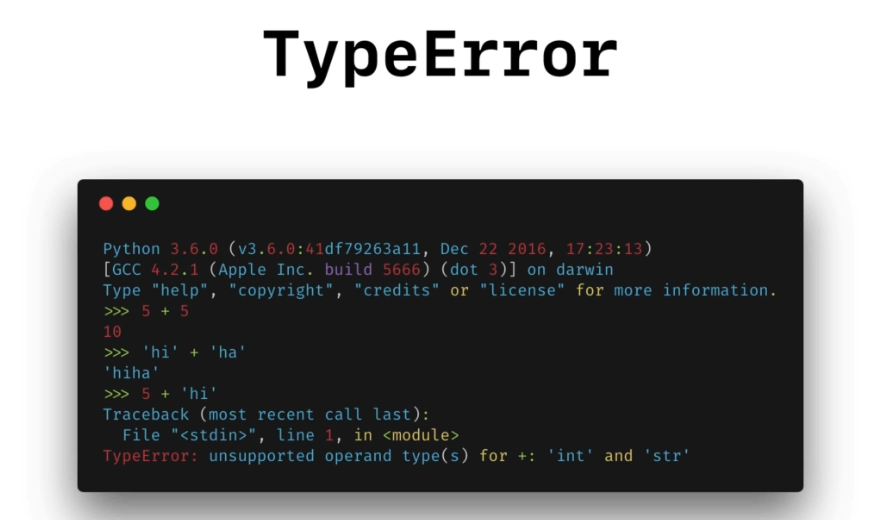 TypeError
Python 3.6.0 (v3.6.0:41df79263a11, Dec 22 2016, 17:23:13)
[GCC 4.2.1 (Apple Inc. build 5666) (dot 3)] on darwin
Type "help", "copyright", "credits" or "license" for more information.
>>> 5 + 5
10
>>> 'hi' + 'ha'
'hiha'
>>> 5 + 'hi'
Traceback (most recent call last):
  File "<stdin>", line 1, in <module>
TypeError: unsupported operand type(s) for +: 'int' and 'str'